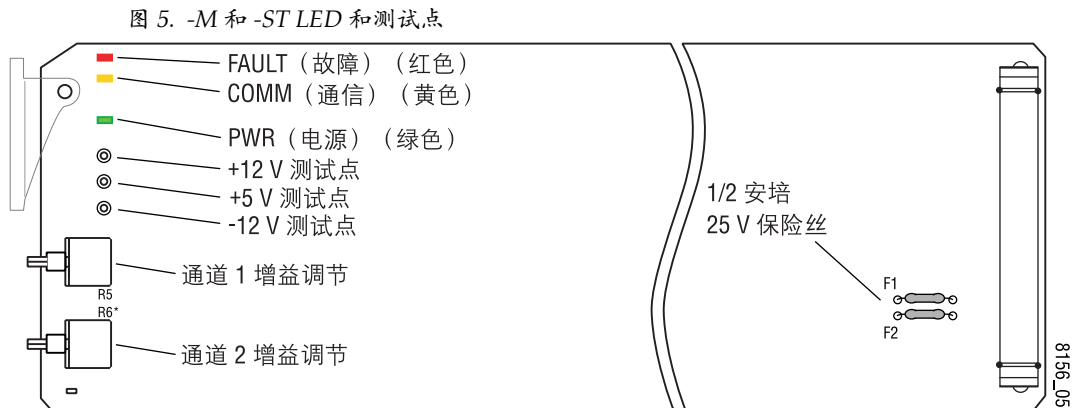 图 5. -M 和 -ST LED 和测试点
FAULT（故障）（红色）
COMM（通信）（黄色）
PWR（电源）（绿色）
+12 V 测试点
+5 V 测试点
-12 V 测试点
1/2 安培
25 V 保险丝
通道 1 增益调节
R5
R6*
通道 2 增益调节
F1
F2
8156_05